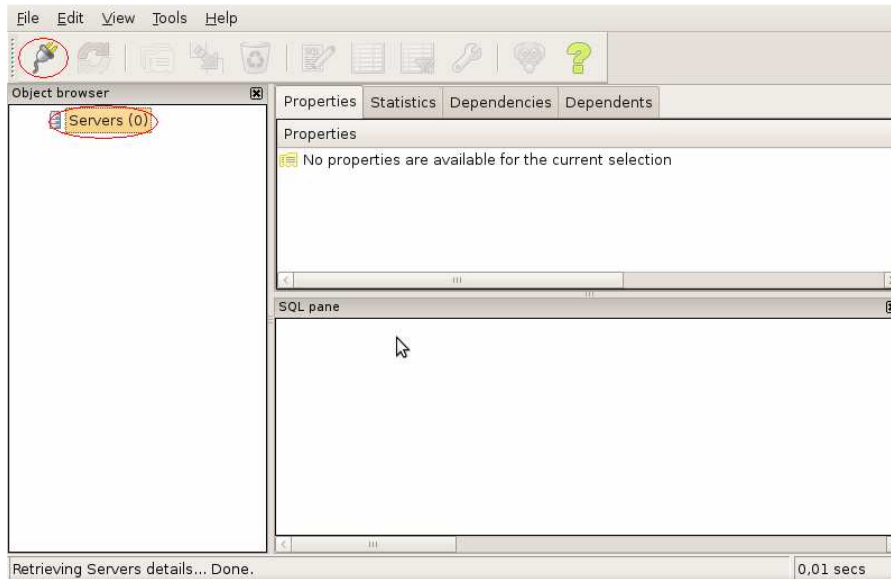 File Edit View Tools Help
Object browser
Servers (0)
Properties Statistics Dependencies Dependents
Properties
No properties are available for the current selection
SQL pane
Retrieving Servers details... Done.
0,01 secs